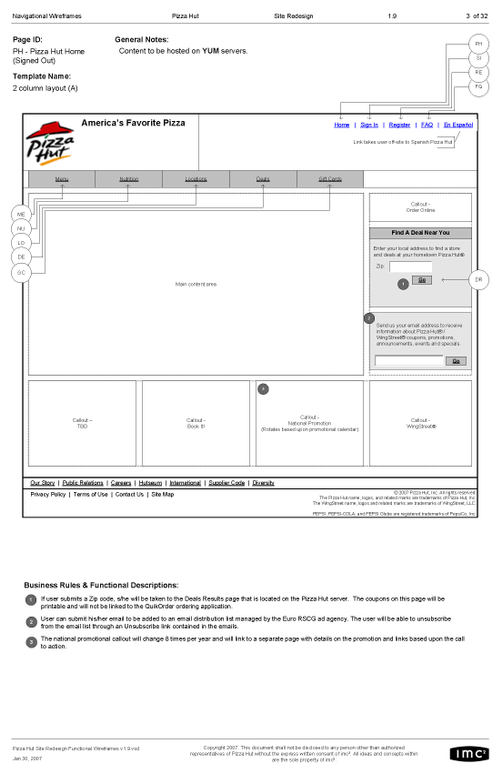 Navigational Wireframes Pizza Hut Site Redesign 1.9 3 of 32
Page ID:
PH - Pizza Hut Home
(Signed Out)
Template Name:
2 column layout (A)
General Notes:
Content to be hosted on YUM servers.
PH
SI
RE
FQ
America's Favorite Pizza
Pizza
Hut
Home | Sign In | Register | FAQ | En Español
Link takes user off-site to Spanish Pizza Hut
Menu Nutrition Locations Deals Gift Cards
ME
NU
LO
DE
GC
Main content area
Callout -
Order Online
Find A Deal Near You
Enter your local address to find a store
and deals at your hometown Pizza Hut®
Zip
1
Go
DR
2
Send us your email address to receive
information about Pizza Hut® /
WingStreet® coupons, promotions,
announcements, events and specials.
Go
Callout –
TBD
Callout -
Book It!
3
Callout -
National Promotion
(Rotates based upon promotional calendar)
Callout -
WingStreet®
Our Story | Public Relations | Careers | Hutseum | International | Supplier Code | Diversity
Privacy Policy | Terms of Use | Contact Us | Site Map
© 2007 Pizza Hut, Inc. All rights reserved.
The Pizza Hut name, logos, and related marks are trademarks of Pizza Hut, Inc.
The WingStreet name, logos and related marks are trademarks of WingStreet, LLC.
PEPSI, PEPSI-COLA, and PEPSI Globe are registered trademarks of PepsiCo, Inc.
Business Rules & Functional Descriptions:
1 If user submits a Zip code, s/he will be taken to the Deals Results page that is located on the Pizza Hut server. The coupons on this page will be
printable and will not be linked to the QuikOrder ordering application.
2 User can submit his/her email to be added to an email distribution list managed by the Euro RSCG ad agency. The user will be able to unsubscribe
from the email list through an Unsubscribe link contained in the emails.
3 The national promotional callout will change 8 times per year and will link to a separate page with details on the promotion and links based upon the call
to action.
Pizza Hut Site Redesign Functional Wireframes v.1.9.vsd
Jan 30, 2007
Copyright 2007. This document shall not be disclosed to any person other than authorized
representatives of Pizza Hut without the express written consent of imc². All ideas and concepts within
are the sole property of imc²
imc²